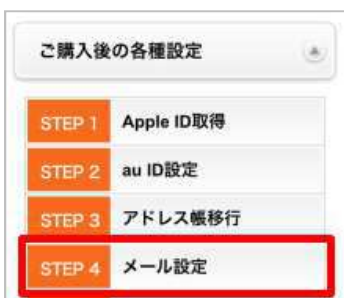 ご購入後の各種設定
STEP 1 Apple ID取得
STEP 2 au ID設定
STEP 3 アドレス帳移行
STEP 4 メール設定